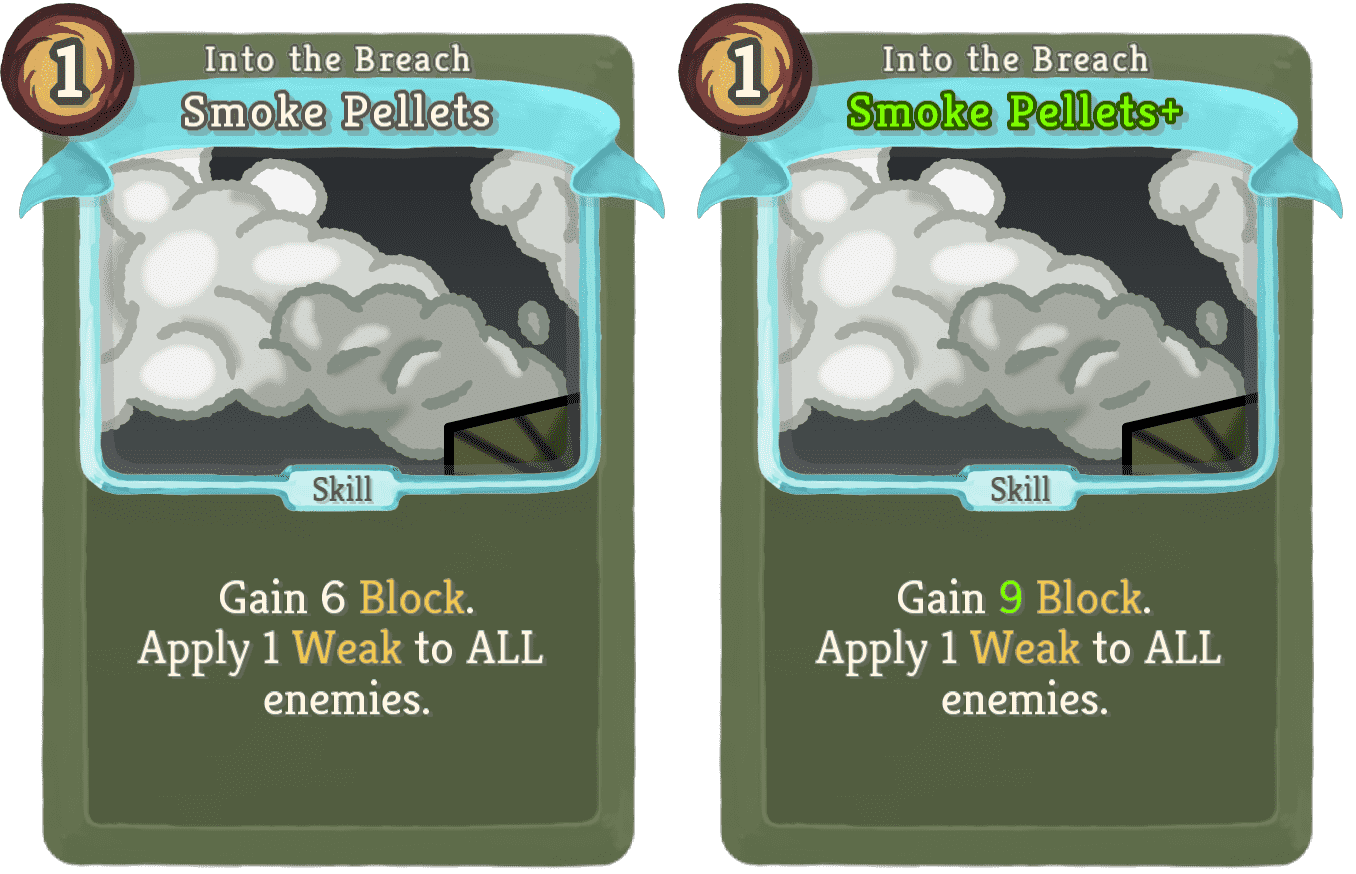 1
Into the Breach
Smoke Pellets
Skill
Gain 6 Block.
Apply 1 Weak to ALL
enemies.
1
Into the Breach
Smoke Pellets+
Skill
Gain 9 Block.
Apply 1 Weak to ALL
enemies.